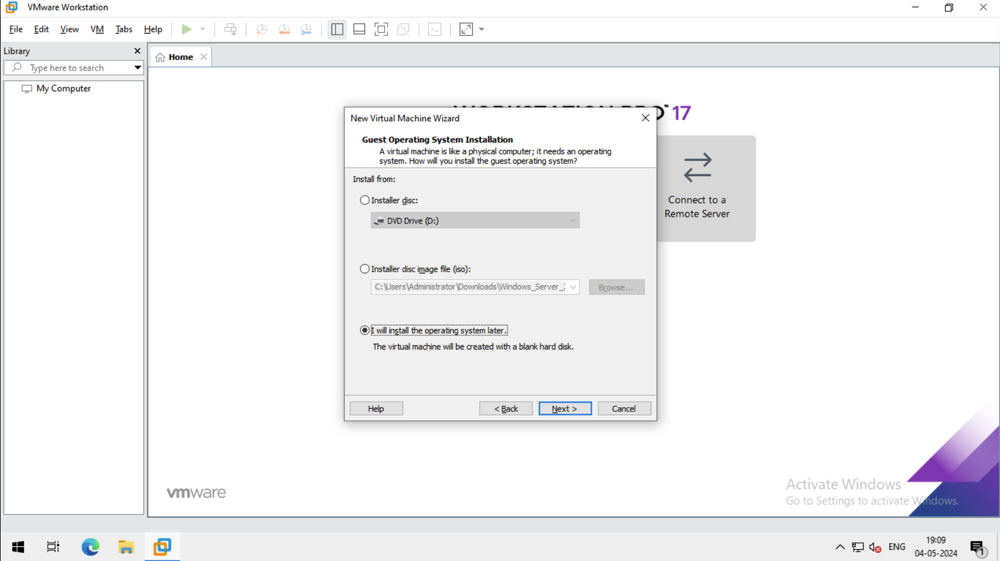 VMware Workstation
File Edit View VM Tabs Help
Library
Type here to search
My Computer
Home
17
New Virtual Machine Wizard
Guest Operating System Installation
A virtual machine is like a physical computer; it needs an operating
system. How will you install the guest operating system?
Install from:
Installer disc:
DVD Drive (D:)
Installer disc image file (iso):
C:\Users\Administrator\Downloads\Windows_Server_
Browse...
I will install the operating system later.
The virtual machine will be created with a blank hard disk.
Help
< Back
Next >
Cancel
Connect to a
Remote Server
vmware
Activate Windows
Go to Settings to activate Windows.
ENG
19:09
04-05-2024
1